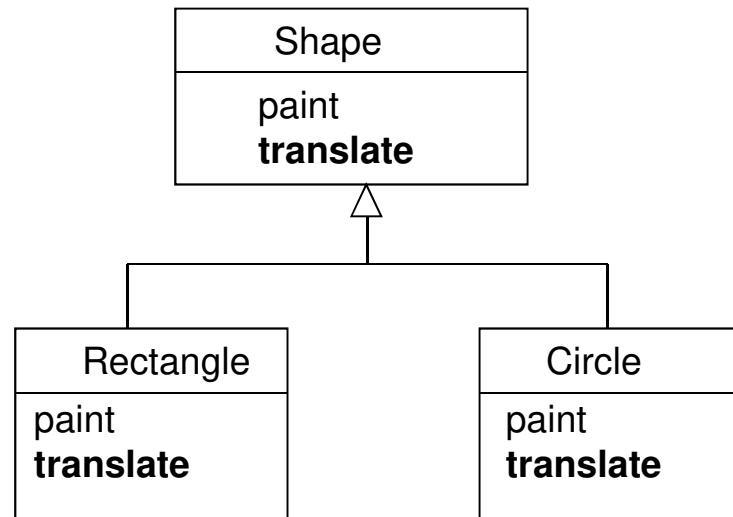 Shape
paint
translate
Rectangle
paint
translate
Circle
paint
translate